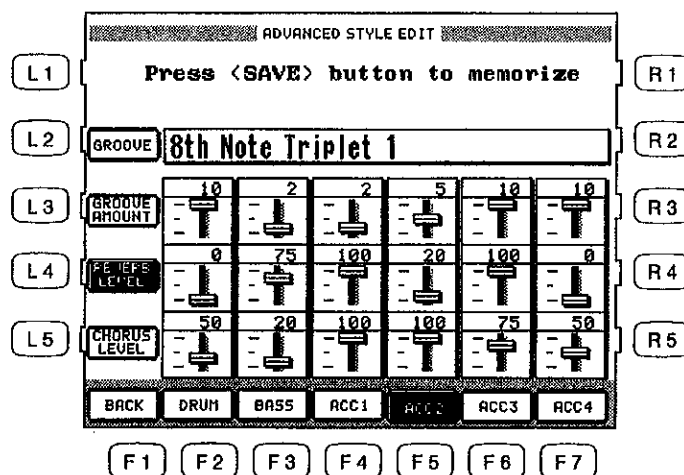 ADVANCED STYLE EDIT
L1 Press <SAVE> button to memorize R1
L2 GROOVE 8th Note Triplet 1 R2
10 2 2 5 10 10
L3 GROOVE AMOUNT R3
0 75 100 20 100 0
L4 LEVEL R4
50 20 100 100 75 50
L5 CHORUS LEVEL R5
BACK DRUM BASS ACC1 ACC2 ACC3 ACC4
F1 F2 F3 F4 F5 F6 F7